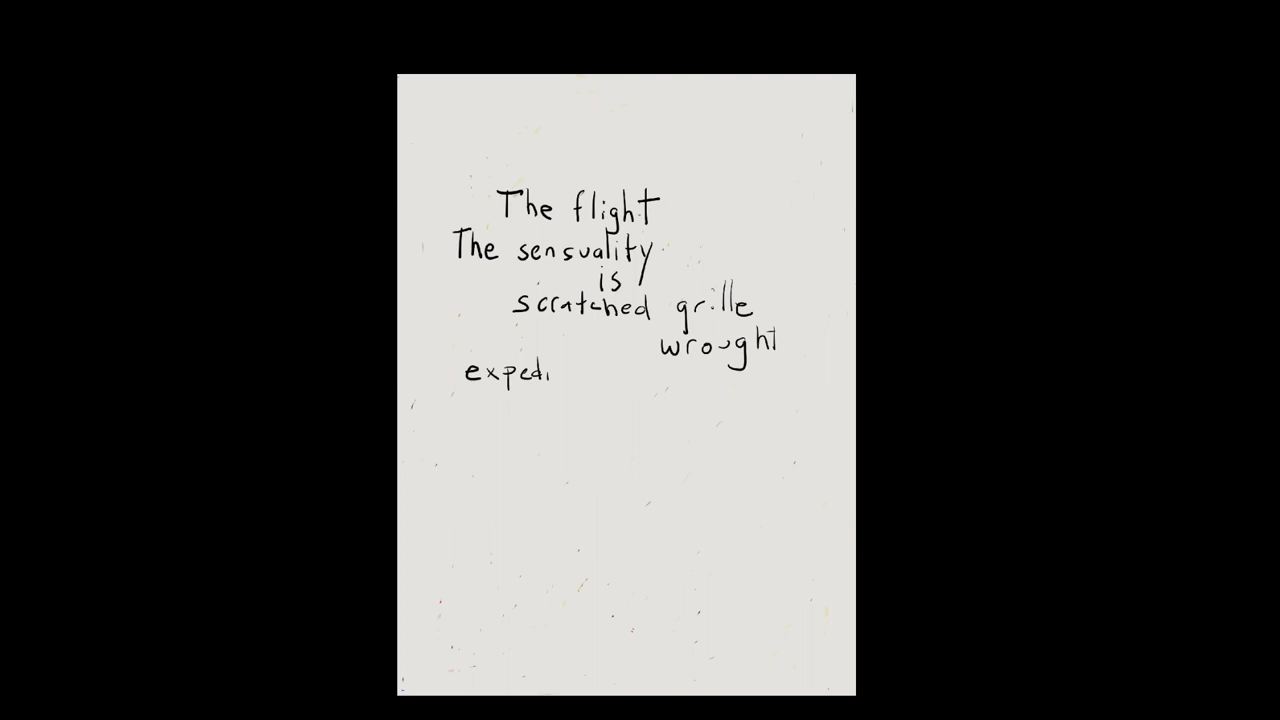 The flight
The sensuality
is
scratched grille
wrought
expedi